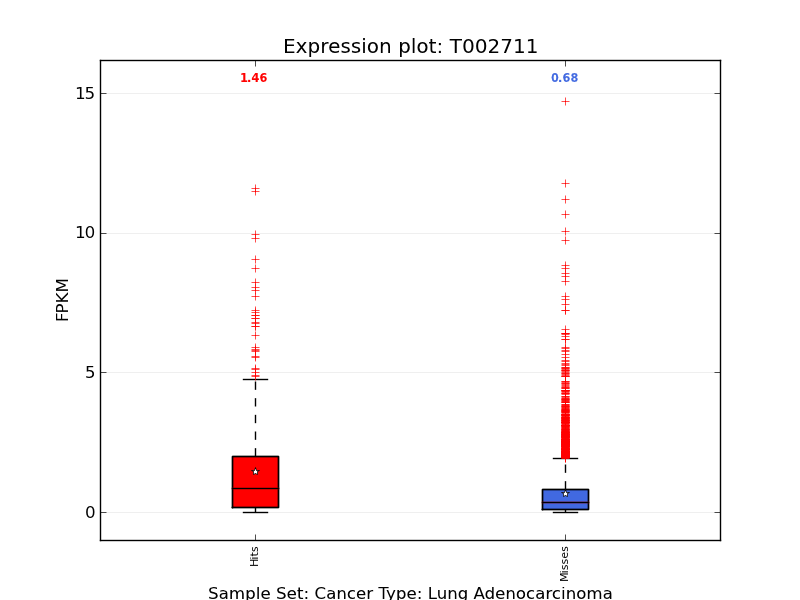 Expression plot: T002711
1.46
0.68
15
10
5
0
FPKM
Hits
Misses
Sample Set: Cancer Type: Lung Adenocarcinoma